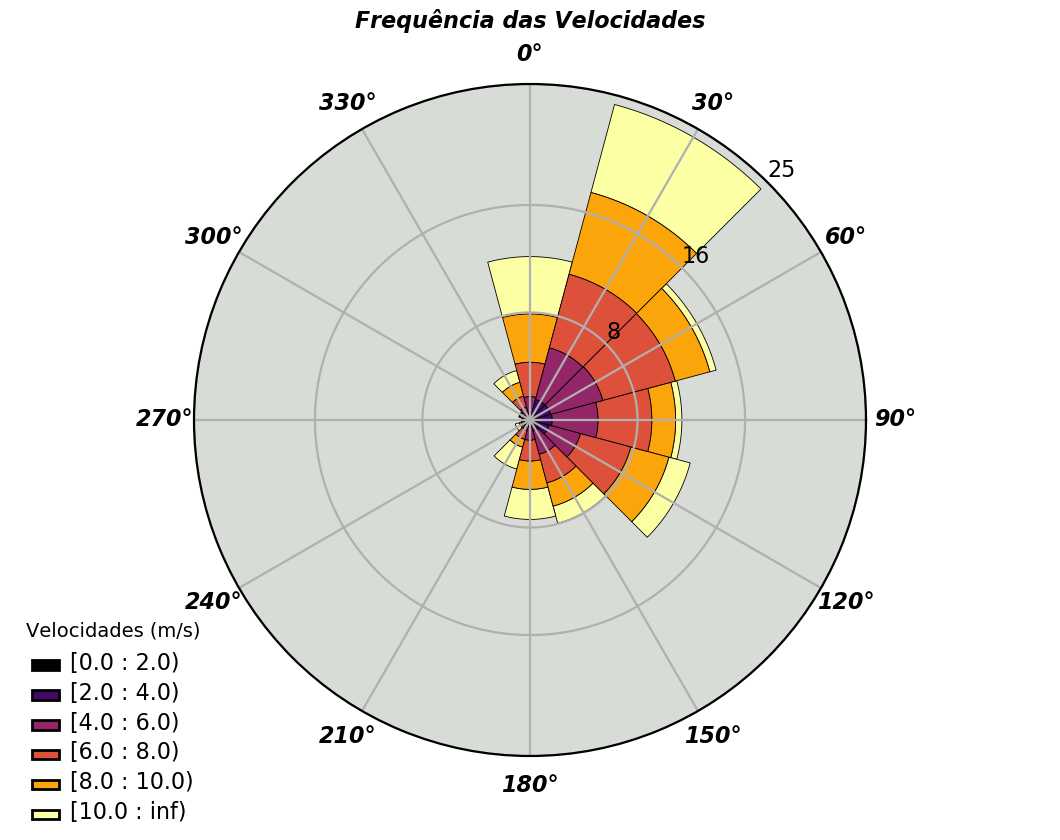 Frequência das Velocidades
0°
330°
30°
25
300°
60°
16
8
270°
90°
240°
120°
210°
150°
180°
Velocidades (m/s)
[0.0 : 2.0)
[2.0 : 4.0)
[4.0 : 6.0)
[6.0 : 8.0)
[8.0 : 10.0)
[10.0 : inf)